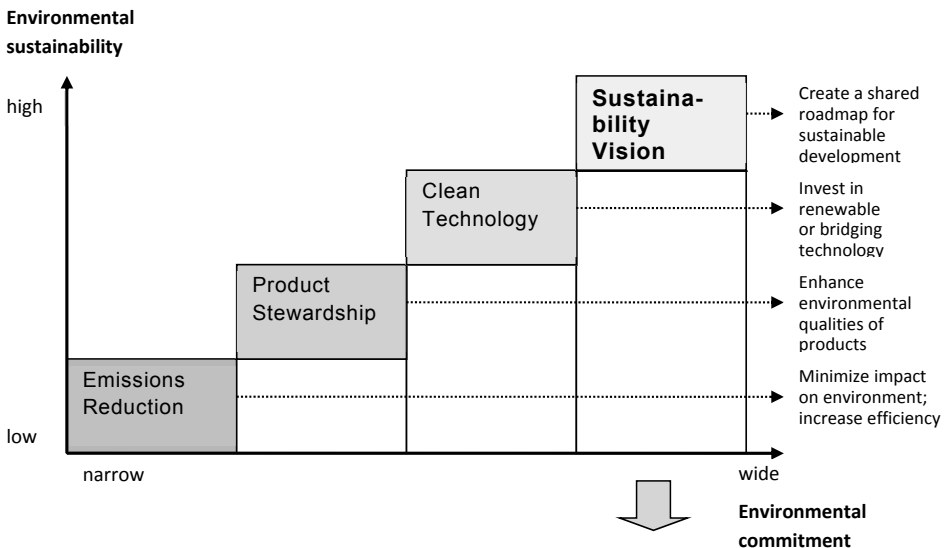 Environmental
sustainability
high
Sustaina-
bility
Vision
Create a shared
roadmap for
sustainable
development
Clean
Technology
Invest in
renewable
or bridging
technology
Product
Stewardship
Enhance
environmental
qualities of
products
Emissions
Reduction
Minimize impact
on environment;
increase efficiency
low
narrow
wide
Environmental
commitment